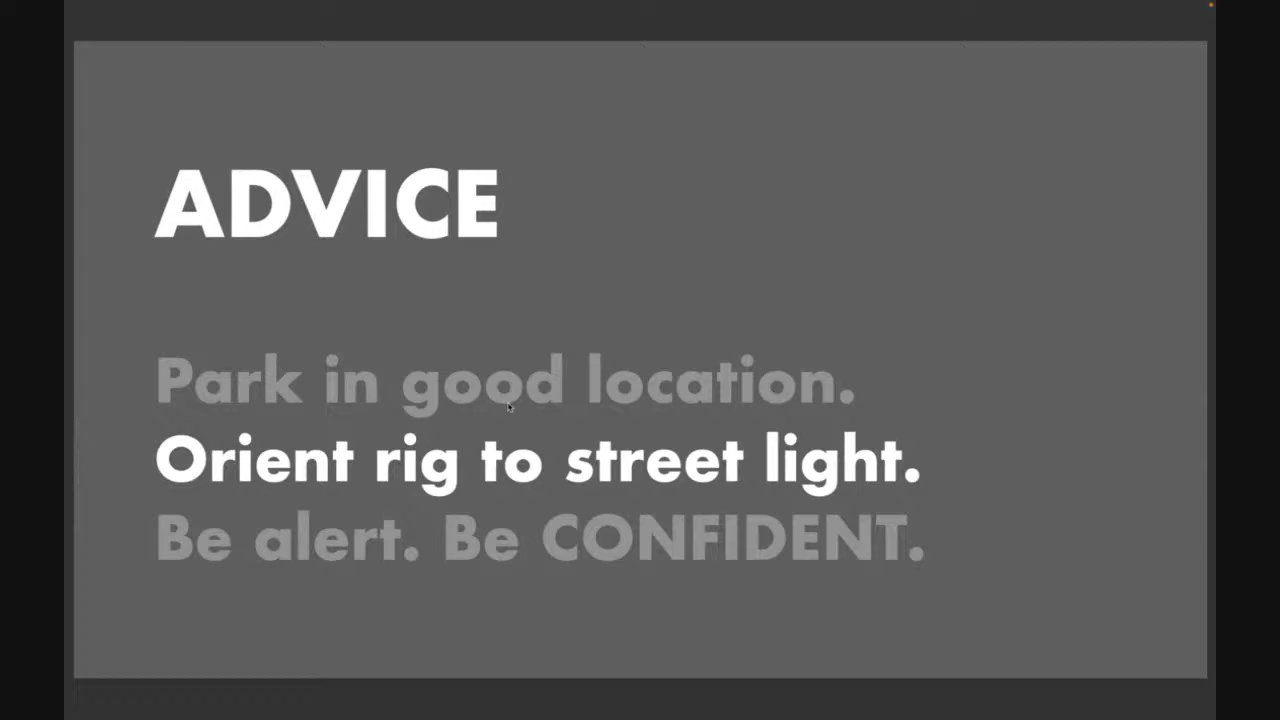 ADVICE
Park in good location.
Orient rig to street light.
Be alert. Be CONFIDENT.